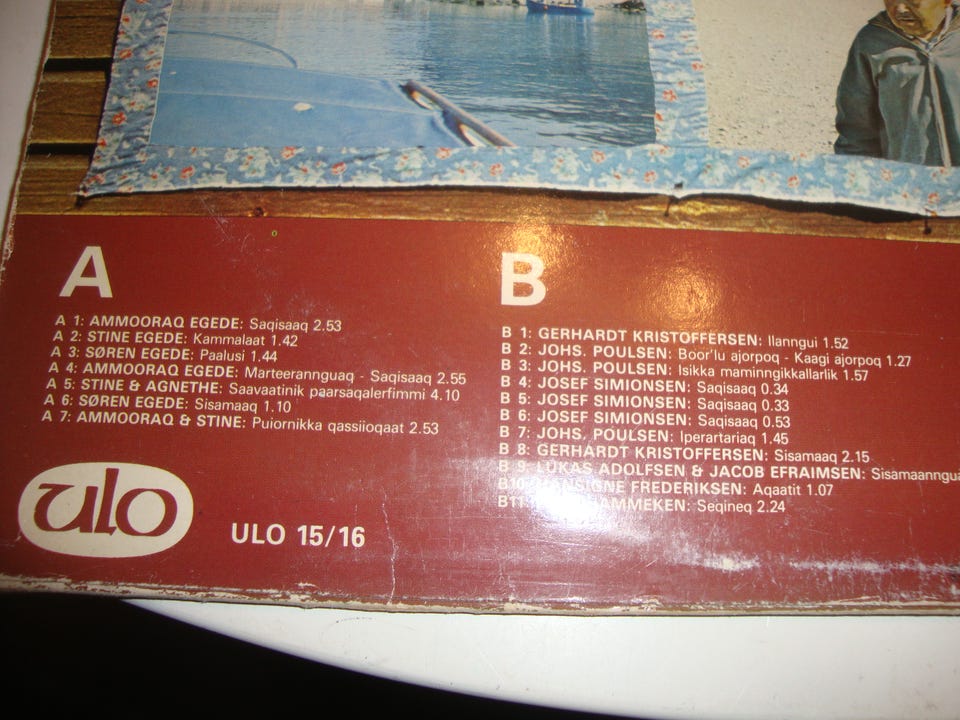 A
A 1: AMMOORAQ EGEDE: Saqisaaq 2.53
A 2: STINE EGEDE: Kammalaat 1.42
A 3: SØREN EGEDE: Paalusi 1.44
A 4: AMMOORAQ EGEDE: Marteerannguaq - Saqisaaq 2.55
A 5: STINE & AGNETHE: Saavaatinik paarsaqalerfimmi 4.10
A 6: SØREN EGEDE: Sisamaaq 1.10
A 7: AMMOORAQ & STINE: Puiornikka qassiioqaat 2.53
B
B 1: GERHARDT KRISTOFFERSEN: Ilanngui 1.52
B 2: JOHS. POULSEN: Boor'lu ajorpoq - Kaagi ajorpoq 1.27
B 3: JOHS. POULSEN: Isikka maminngikkallarlik 1.57
B 4: JOSEF SIMIONSEN: Saqisaaq 0.34
B 5: JOSEF SIMIONSEN: Saqisaaq 0.33
B 6: JOSEF SIMIONSEN: Saqisaaq 0.53
B 7: JOHS. POULSEN: Iperartariaq 1.45
B 8: GERHARDT KRISTOFFERSEN: Sisamaaq 2.15
B 9: LUKAS ADOLFSEN & JACOB EFRAIMSEN:
B10: HANSIGNE FREDERIKSEN: Aqaatit 1.07
B11: Seqineq 2.24
ulo
ULO 15/16